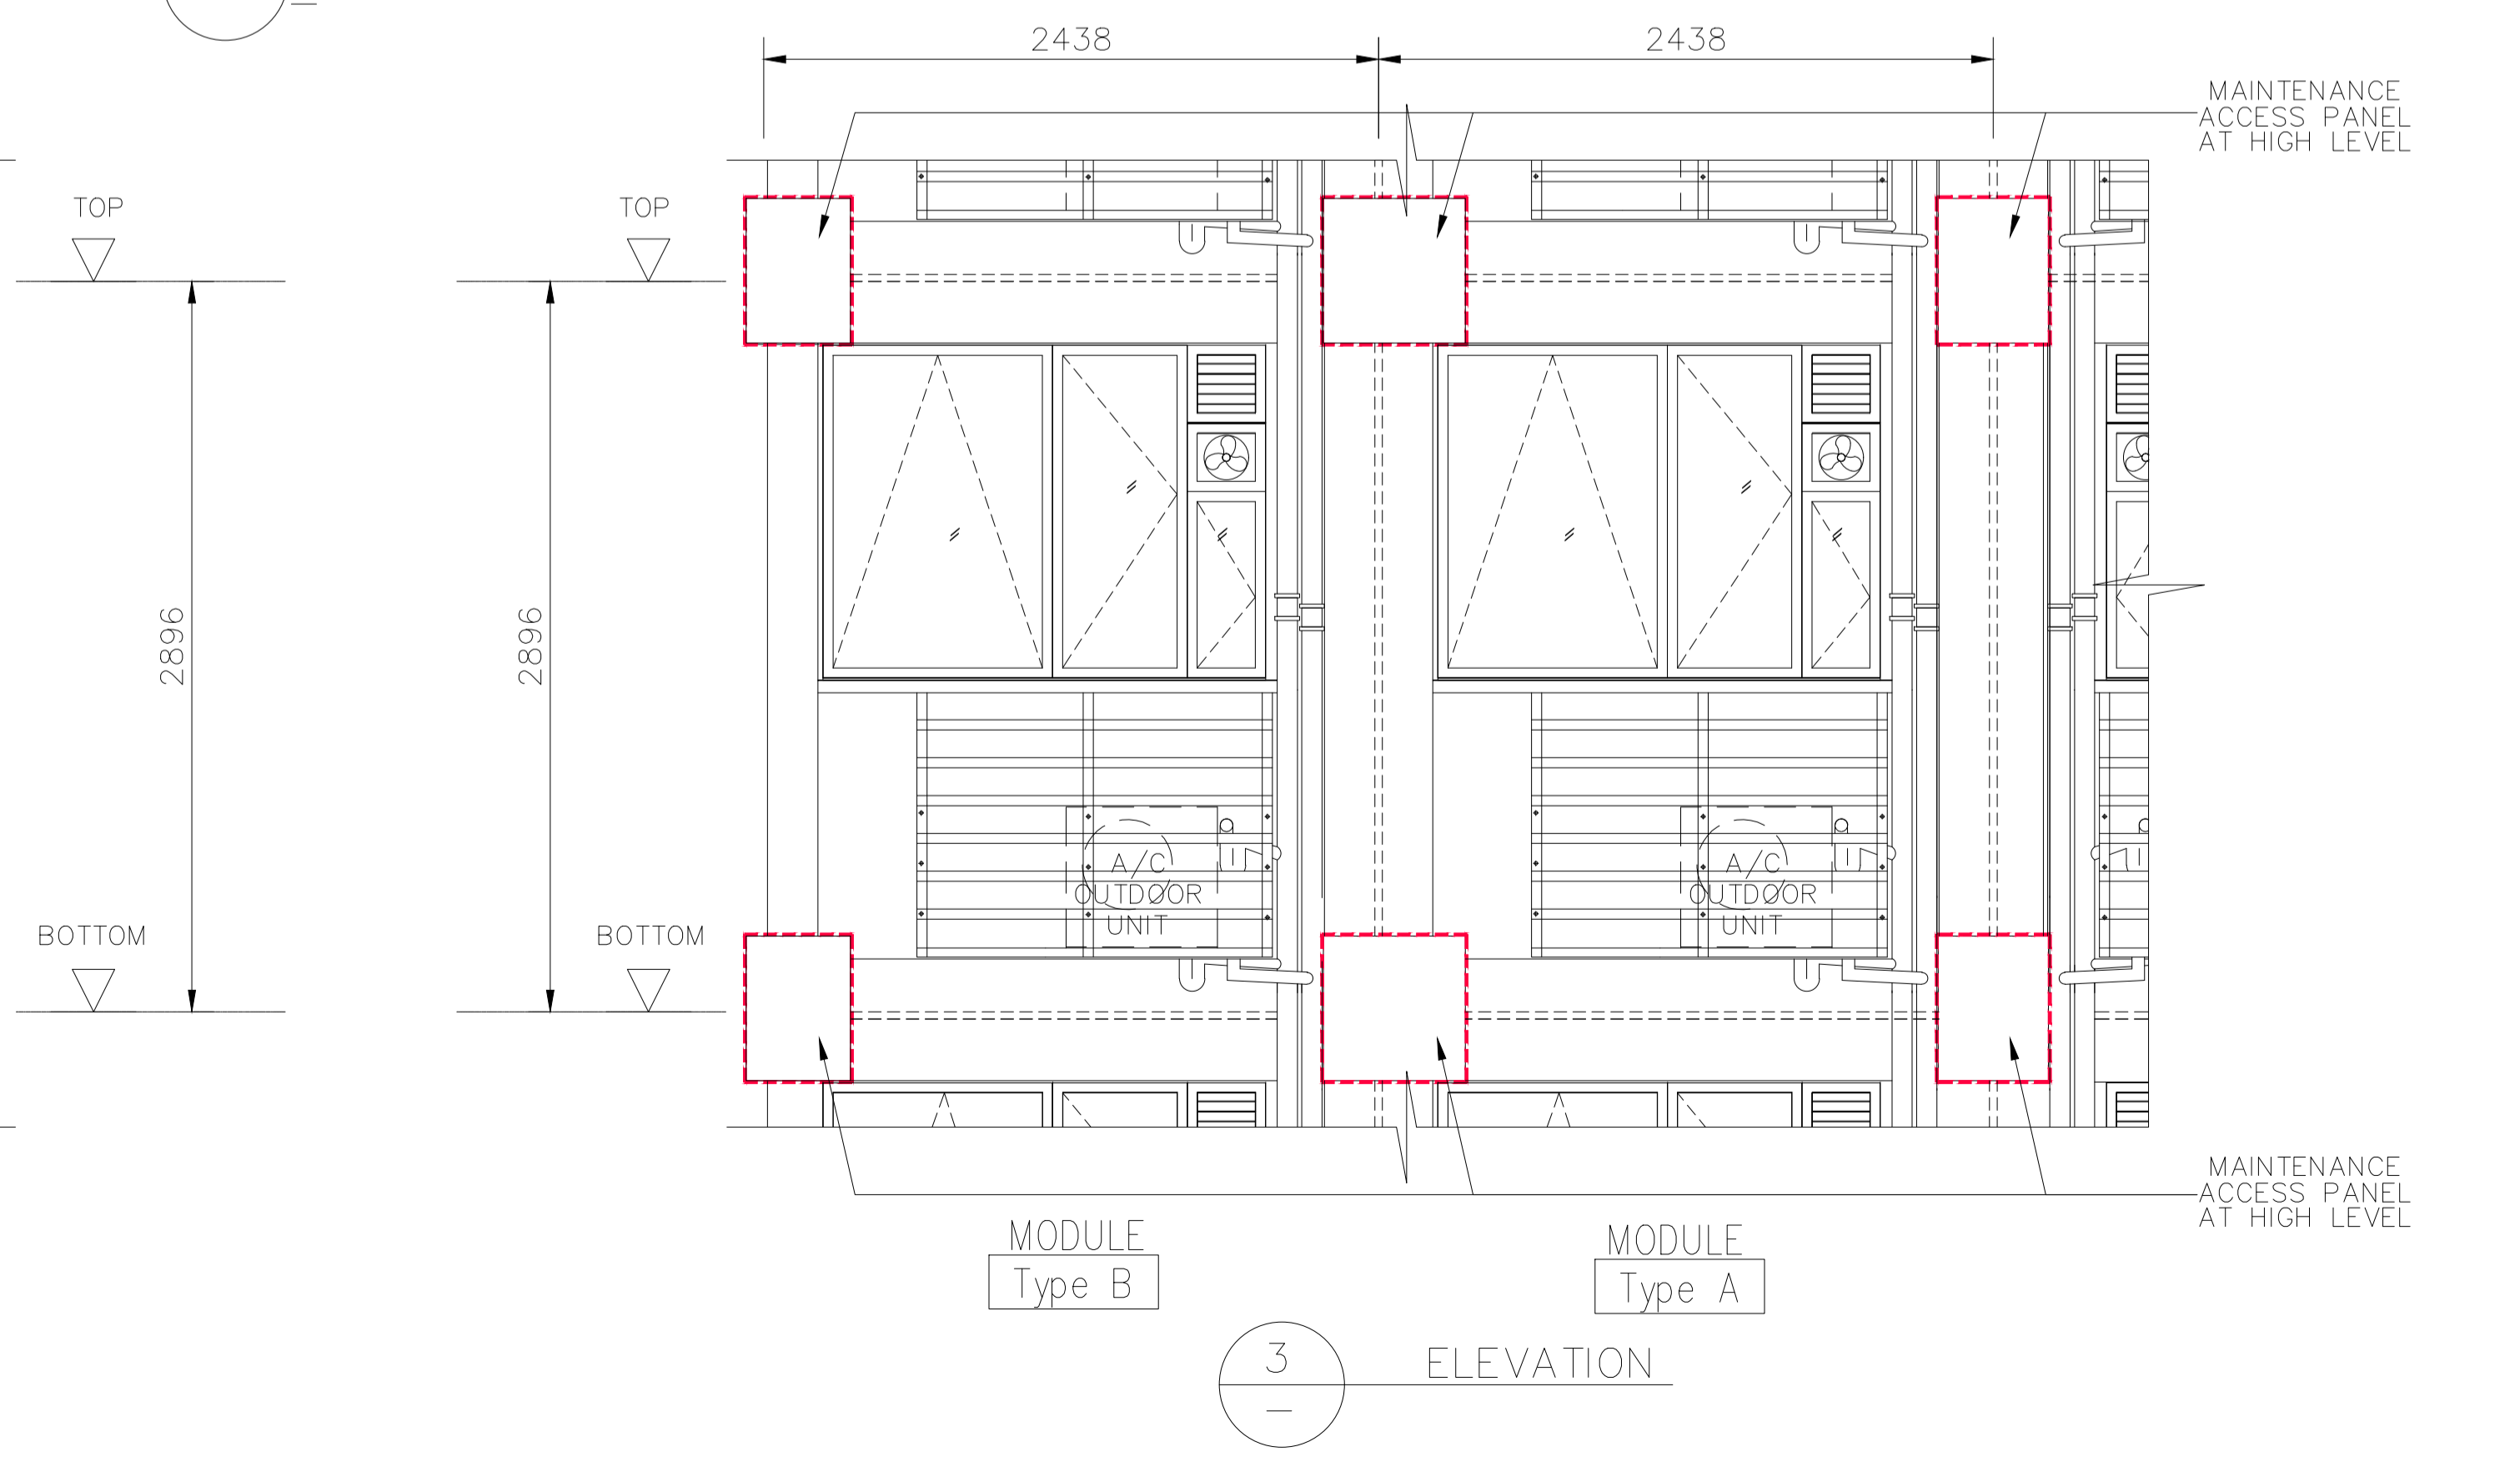 2438
2438
MAINTENANCE
ACCESS PANEL
AT HIGH LEVEL
TOP
TOP
2896
2896
A/C
OUTDOOR
UNIT
A/C
OUTDOOR
UNIT
BOTTOM
BOTTOM
MAINTENANCE
ACCESS PANEL
AT HIGH LEVEL
MODULE
Type B
MODULE
Type A
3
—
ELEVATION